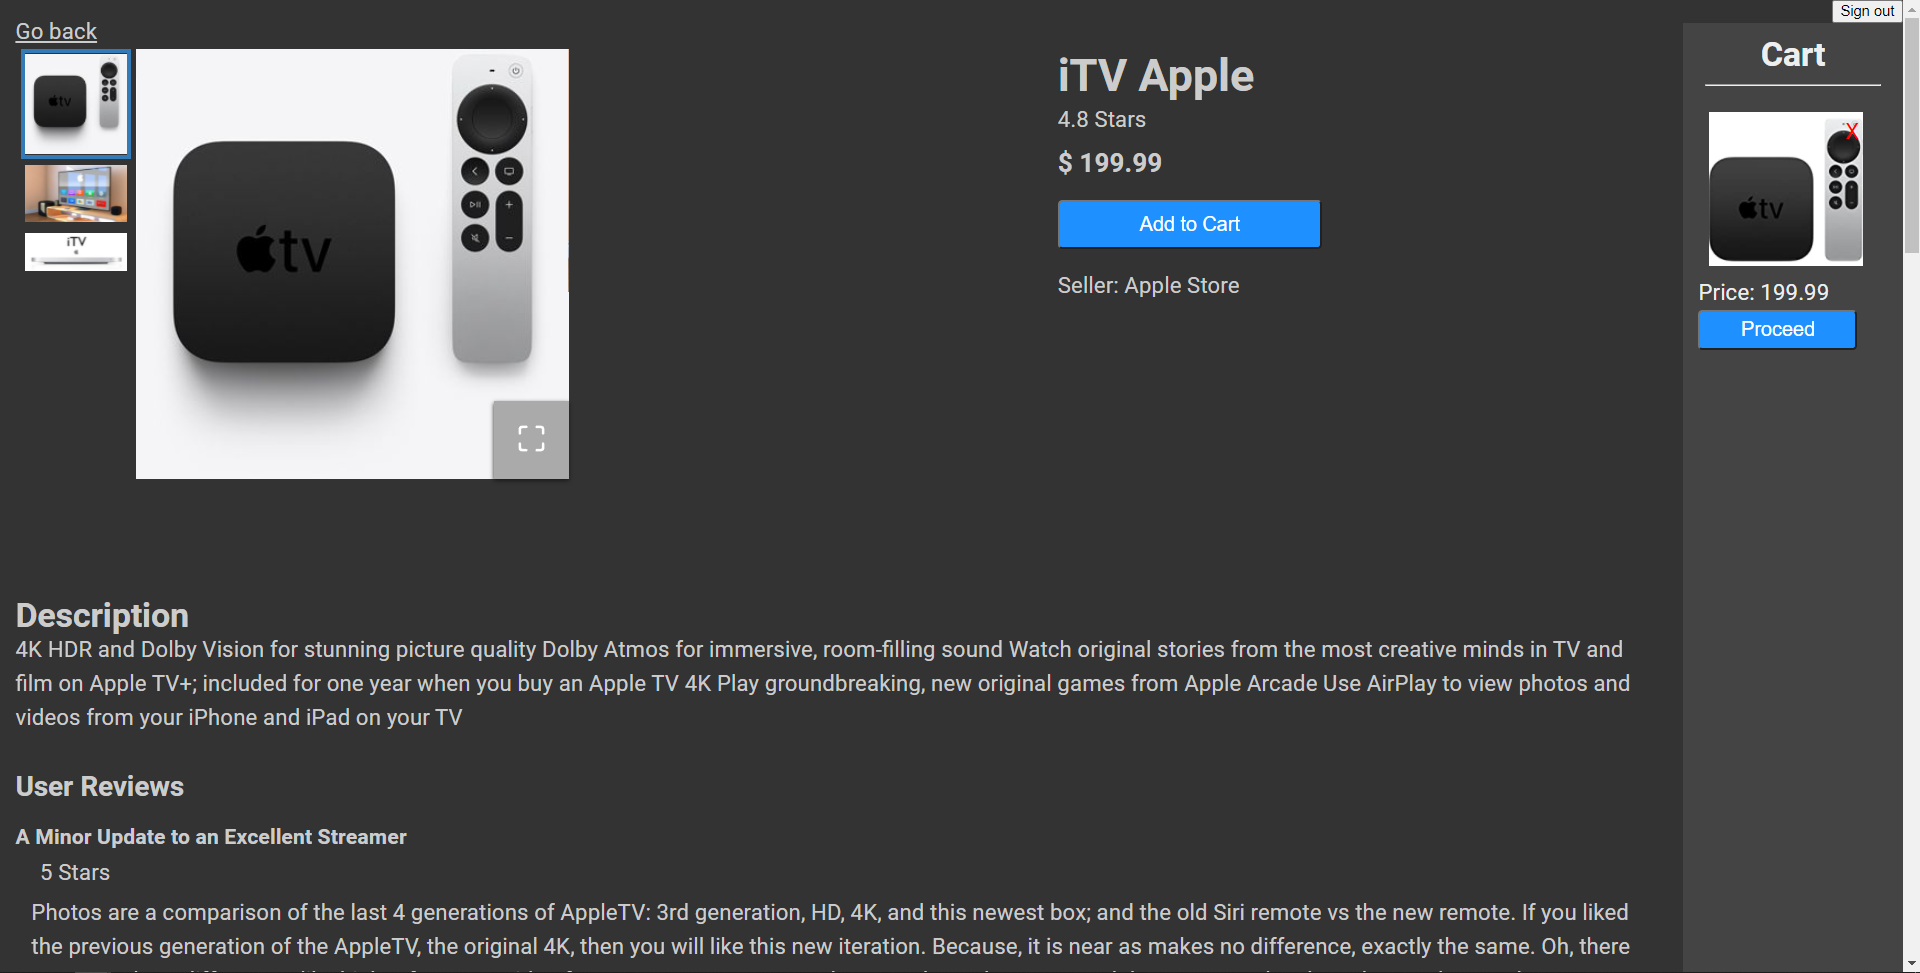 Sign out
Go back
tv
iTV
tv
iTV Apple
4.8 Stars
$ 199.99
Add to Cart
Seller: Apple Store
Cart
X
tv
Price: 199.99
Proceed
Description
4K HDR and Dolby Vision for stunning picture quality Dolby Atmos for immersive, room-filling sound Watch original stories from the most creative minds in TV and
film on Apple TV+; included for one year when you buy an Apple TV 4K Play groundbreaking, new original games from Apple Arcade Use AirPlay to view photos and
videos from your iPhone and iPad on your TV
User Reviews
A Minor Update to an Excellent Streamer
5 Stars
Photos are a comparison of the last 4 generations of AppleTV: 3rd generation, HD, 4K, and this newest box; and the old Siri remote vs the new remote. If you liked
the previous generation of the AppleTV, the original 4K, then you will like this new iteration. Because, it is near as makes no difference, exactly the same. Oh, there